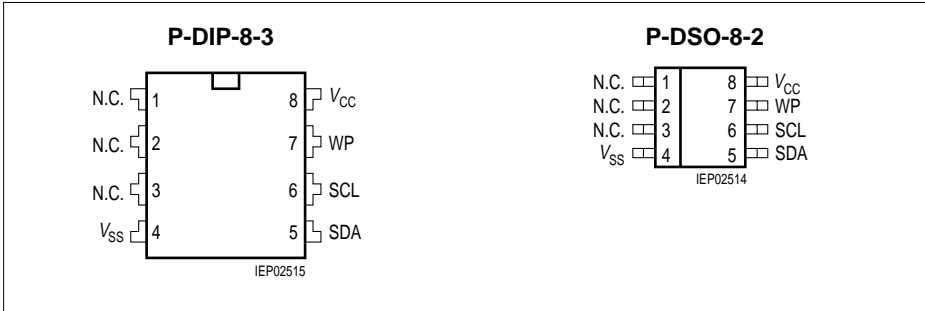 P-DIP-8-3
N.C. 1 8 VCC
N.C. 2 7 WP
N.C. 3 6 SCL
VSS 4 5 SDA
IEP02515
P-DSO-8-2
N.C. 1 8 VCC
N.C. 2 7 WP
N.C. 3 6 SCL
VSS 4 5 SDA
IEP02514